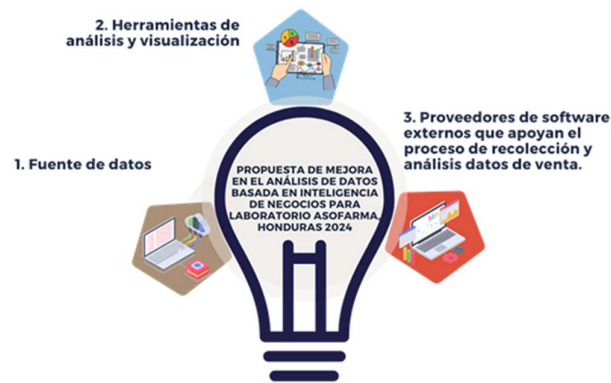 2. Herramientas de
análisis y visualización
3. Proveedores de software
externos que apoyan el
proceso de recolección y
análisis datos de venta.
1. Fuente de datos
PROPUESTA DE MEJORA
EN EL ANÁLISIS DE DATOS
BASADA EN INTELIGENCIA
DE NEGOCIOS PARA
LABORATORIO ASOFARMA,
HONDURAS 2024